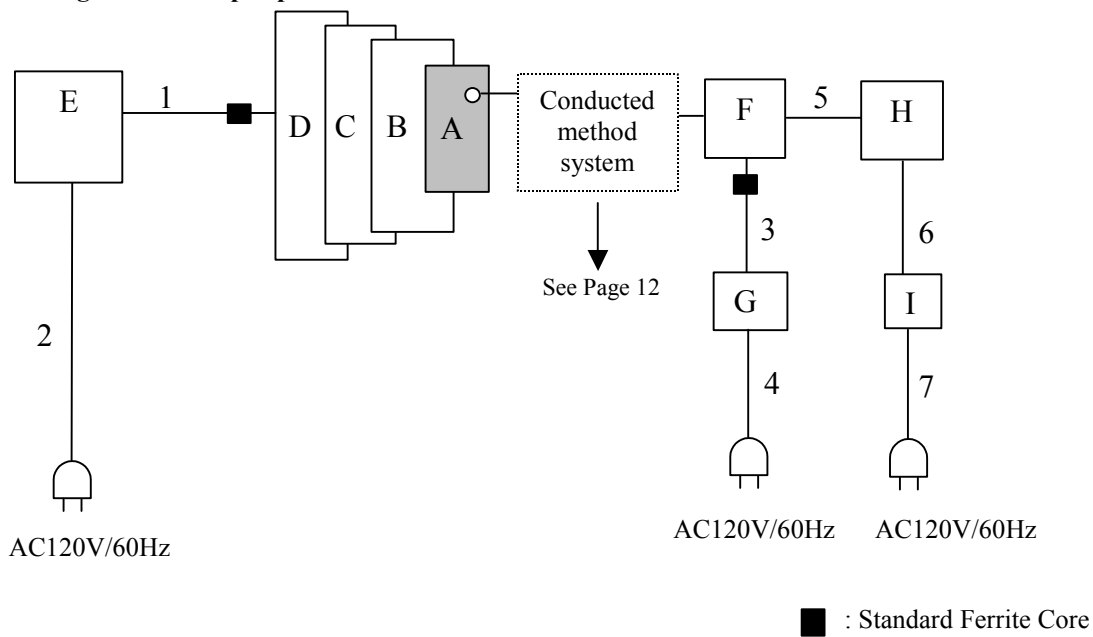 E
1
D
C
B
A
Conducted
method
system
F
5
H
3
6
See Page 12
G
I
2
4
7
AC120V/60Hz
AC120V/60Hz
AC120V/60Hz
: Standard Ferrite Core